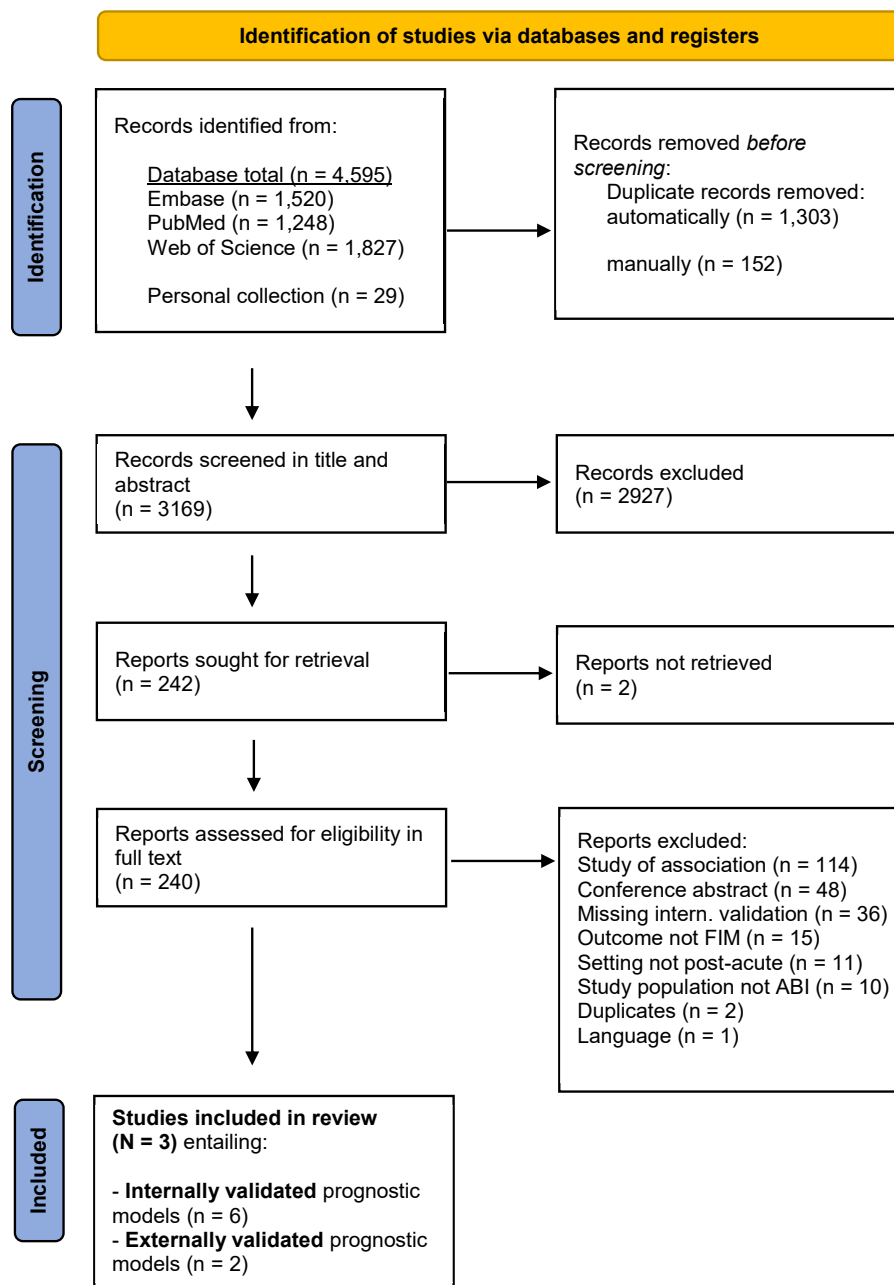 Identification of studies via databases and registers
Identification
Records identified from:
Database total (n = 4,595)
Embase (n = 1,520)
PubMed (n = 1,248)
Web of Science (n = 1,827)
Personal collection (n = 29)
Records removed before
screening:
Duplicate records removed:
automatically (n = 1,303)
manually (n = 152)
Screening
Records screened in title and
abstract
(n = 3169)
Records excluded
(n = 2927)
Reports sought for retrieval
(n = 242)
Reports not retrieved
(n = 2)
Reports assessed for eligibility in
full text
(n = 240)
Reports excluded:
Study of association (n = 114)
Conference abstract (n = 48)
Missing intern. validation (n = 36)
Outcome not FIM (n = 15)
Setting not post-acute (n = 11)
Study population not ABI (n = 10)
Duplicates (n = 2)
Language (n = 1)
Included
Studies included in review
(N = 3) entailing:
- Internally validated prognostic
models (n = 6)
- Externally validated prognostic
models (n = 2)